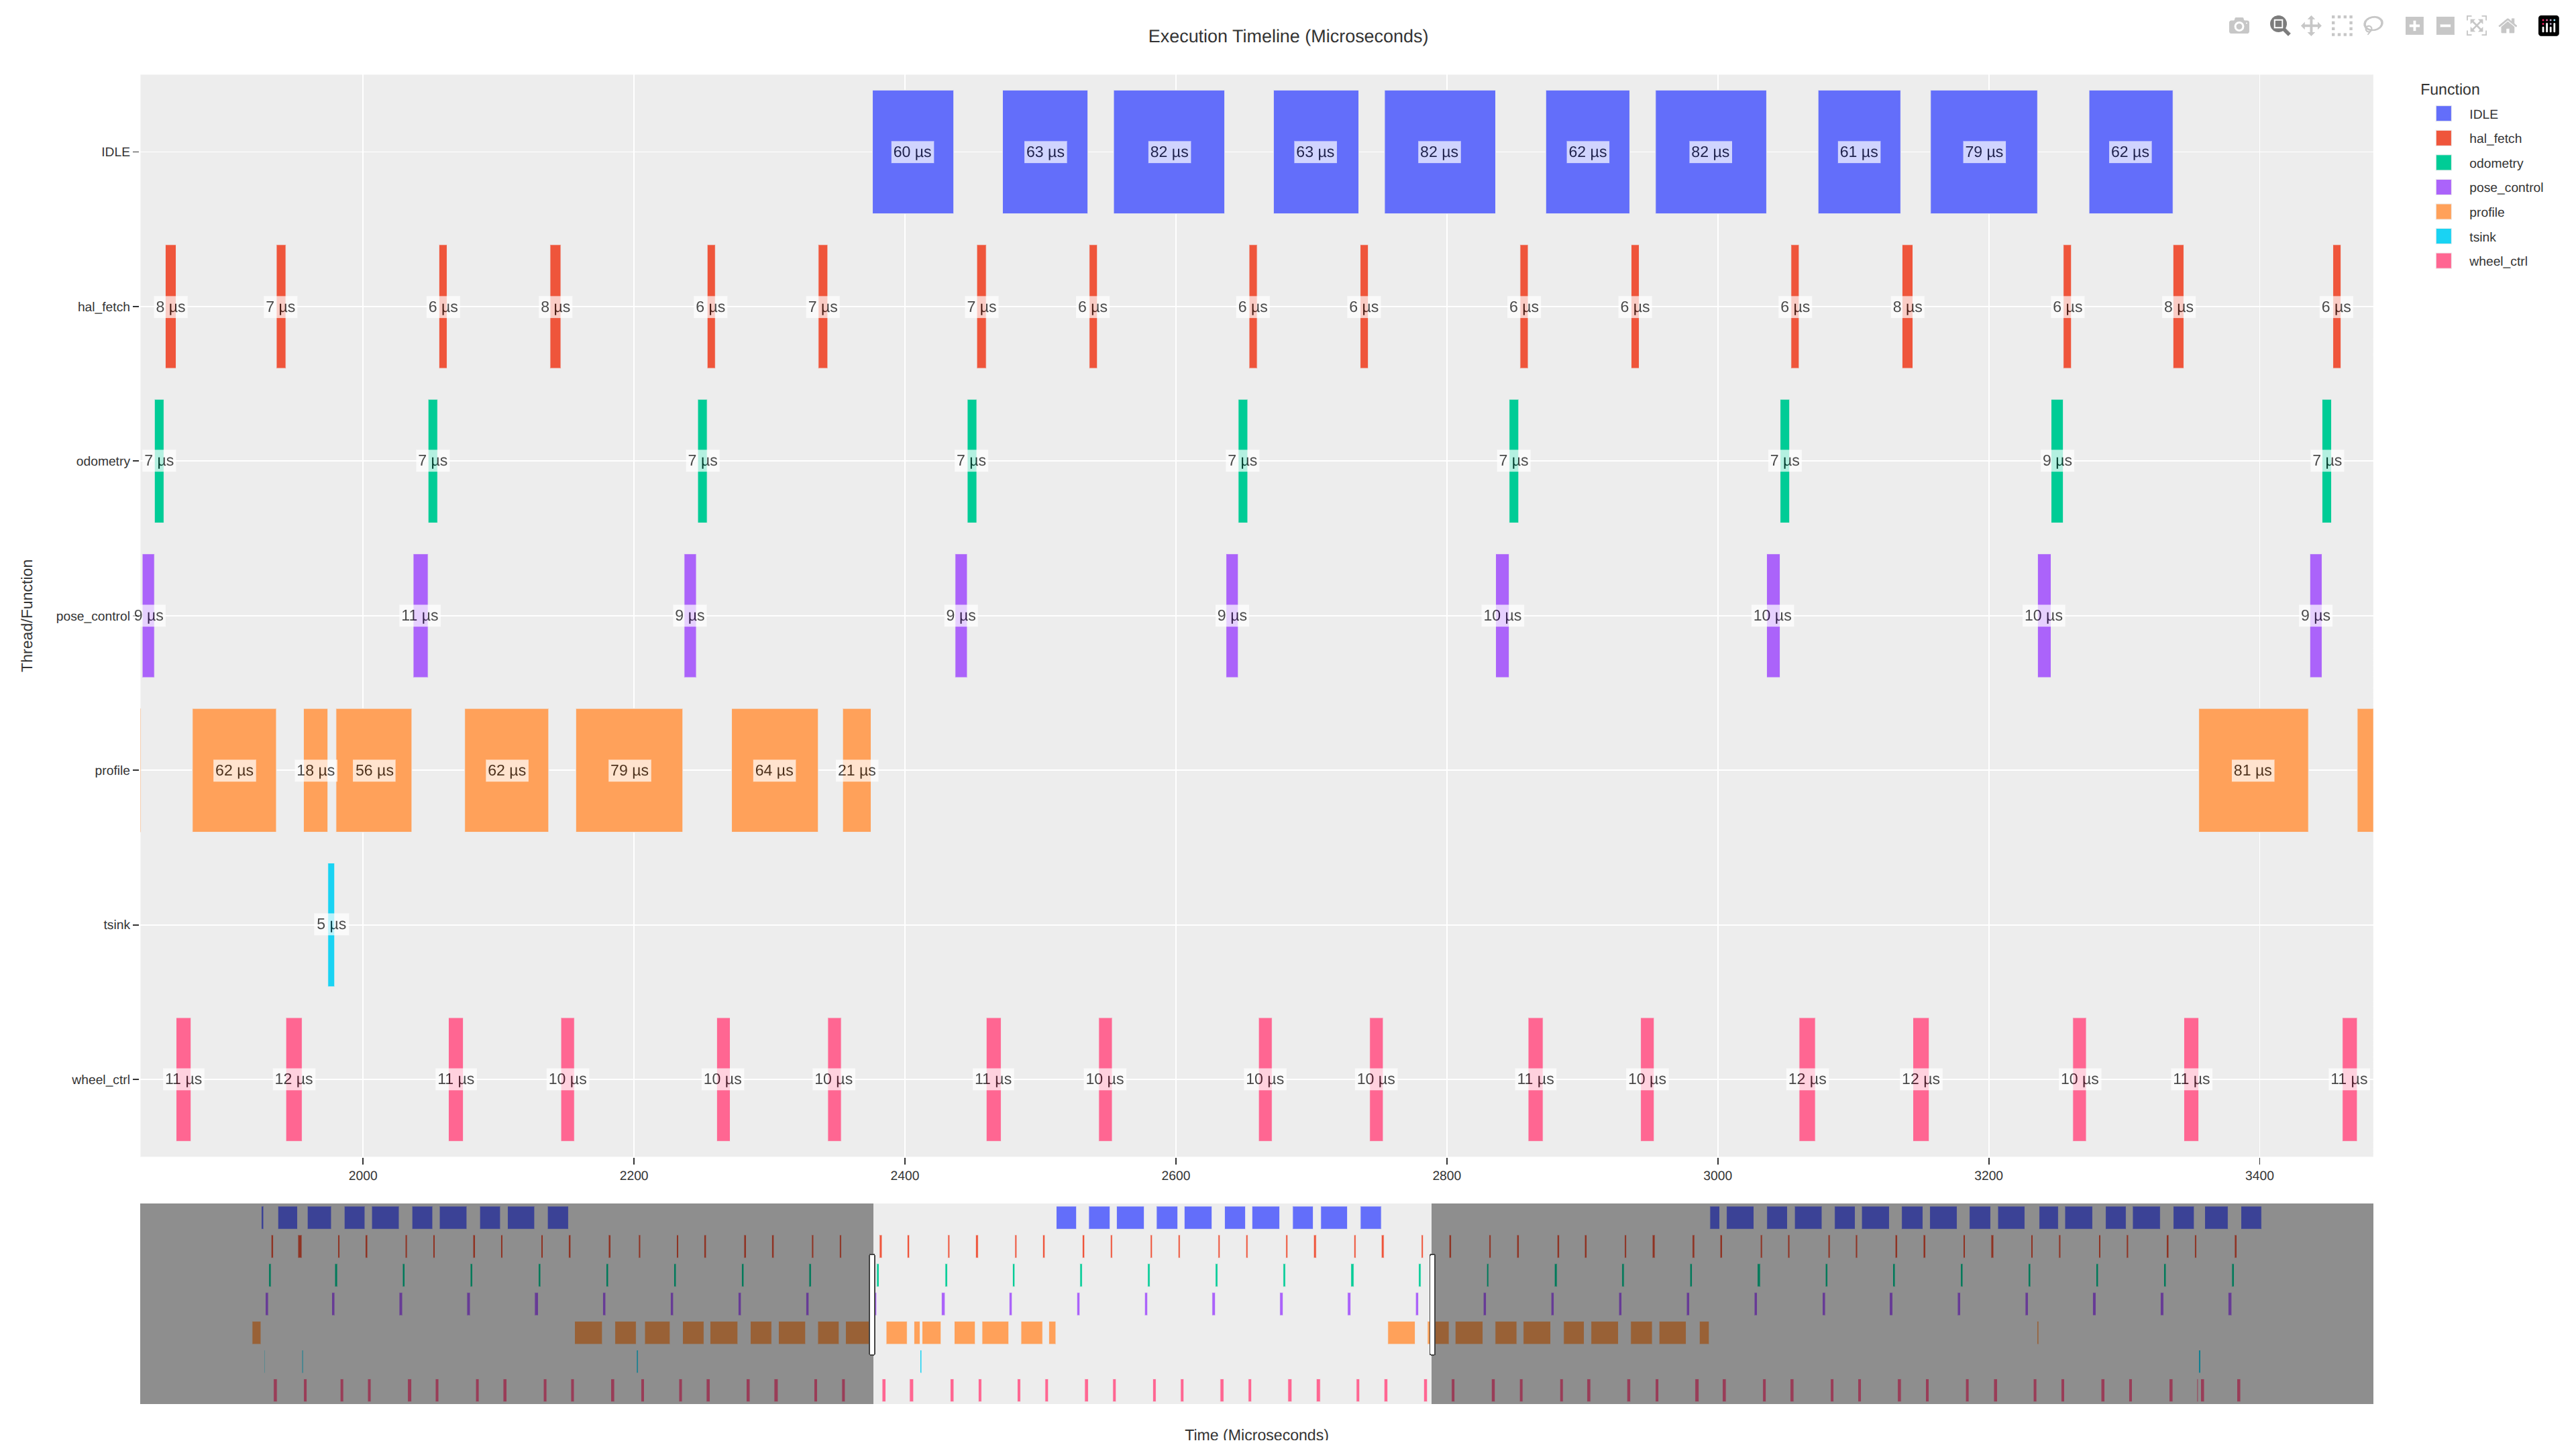 Execution Timeline (Microseconds)
Function
IDLE
hal_fetch
odometry
pose_control
profile
tsink
wheel_ctrl
Thread/Function
IDLE
60 µs
63 µs
82 µs
63 µs
82 µs
62 µs
82 µs
61 µs
79 µs
62 µs
hal_fetch
8 µs
7 µs
6 µs
8 µs
6 µs
7 µs
7 µs
6 µs
6 µs
6 µs
6 µs
6 µs
6 µs
8 µs
6 µs
8 µs
6 µs
odometry
7 µs
7 µs
7 µs
7 µs
7 µs
7 µs
7 µs
9 µs
7 µs
pose_control
9 µs
11 µs
9 µs
9 µs
9 µs
10 µs
10 µs
10 µs
9 µs
profile
62 µs
18 µs
56 µs
62 µs
79 µs
64 µs
21 µs
81 µs
tsink
5 µs
wheel_ctrl
11 µs
12 µs
11 µs
10 µs
10 µs
10 µs
11 µs
10 µs
10 µs
10 µs
11 µs
10 µs
12 µs
12 µs
10 µs
11 µs
11 µs
2000
2200
2400
2600
2800
3000
3200
3400
Time (Microseconds)